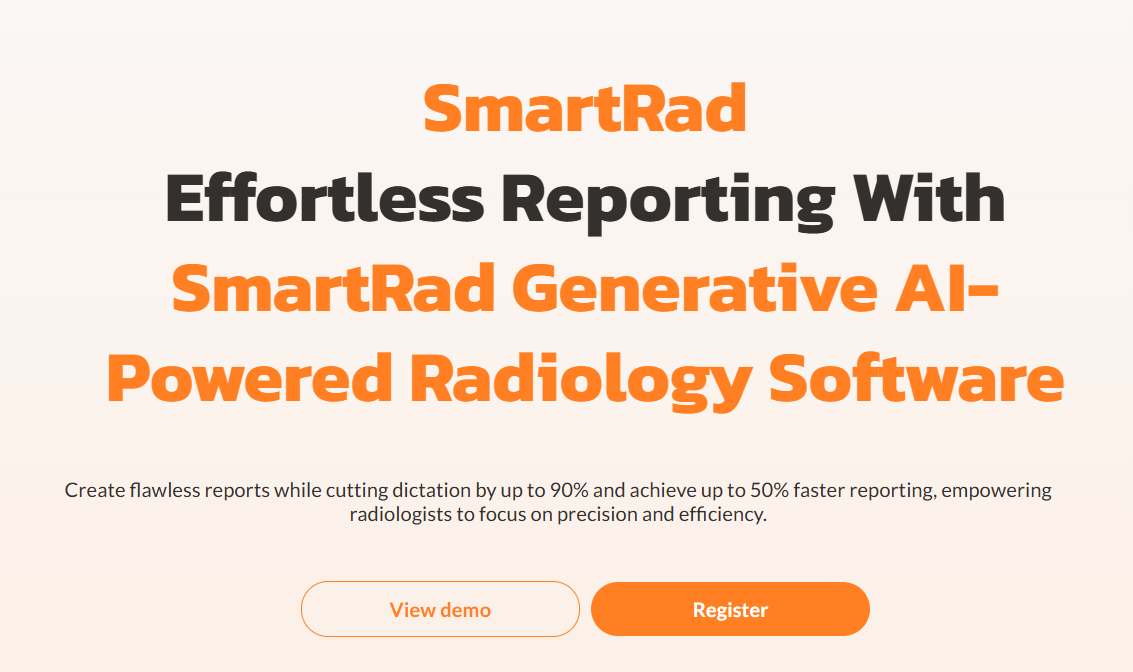 SmartRad
Effortless Reporting With
SmartRad Generative AI-
Powered Radiology Software
Create flawless reports while cutting dictation by up to 90% and achieve up to 50% faster reporting, empowering
radiologists to focus on precision and efficiency.
View demo
Register